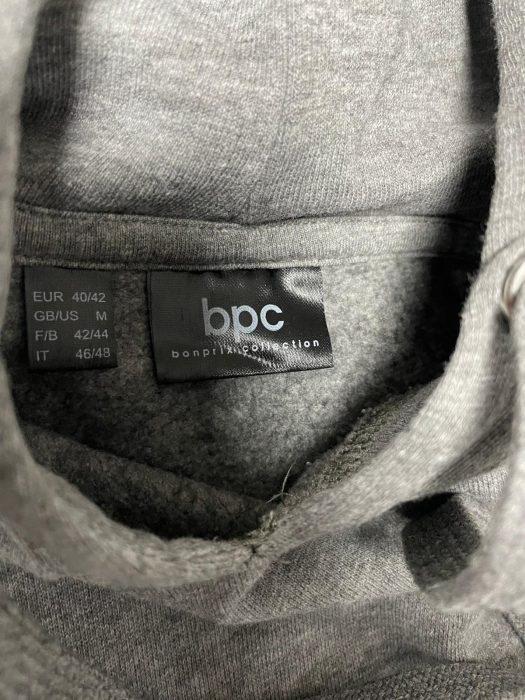 EUR 40/42
GB/US M
F/B 42/44
IT 46/48
bpc
bonprix collection